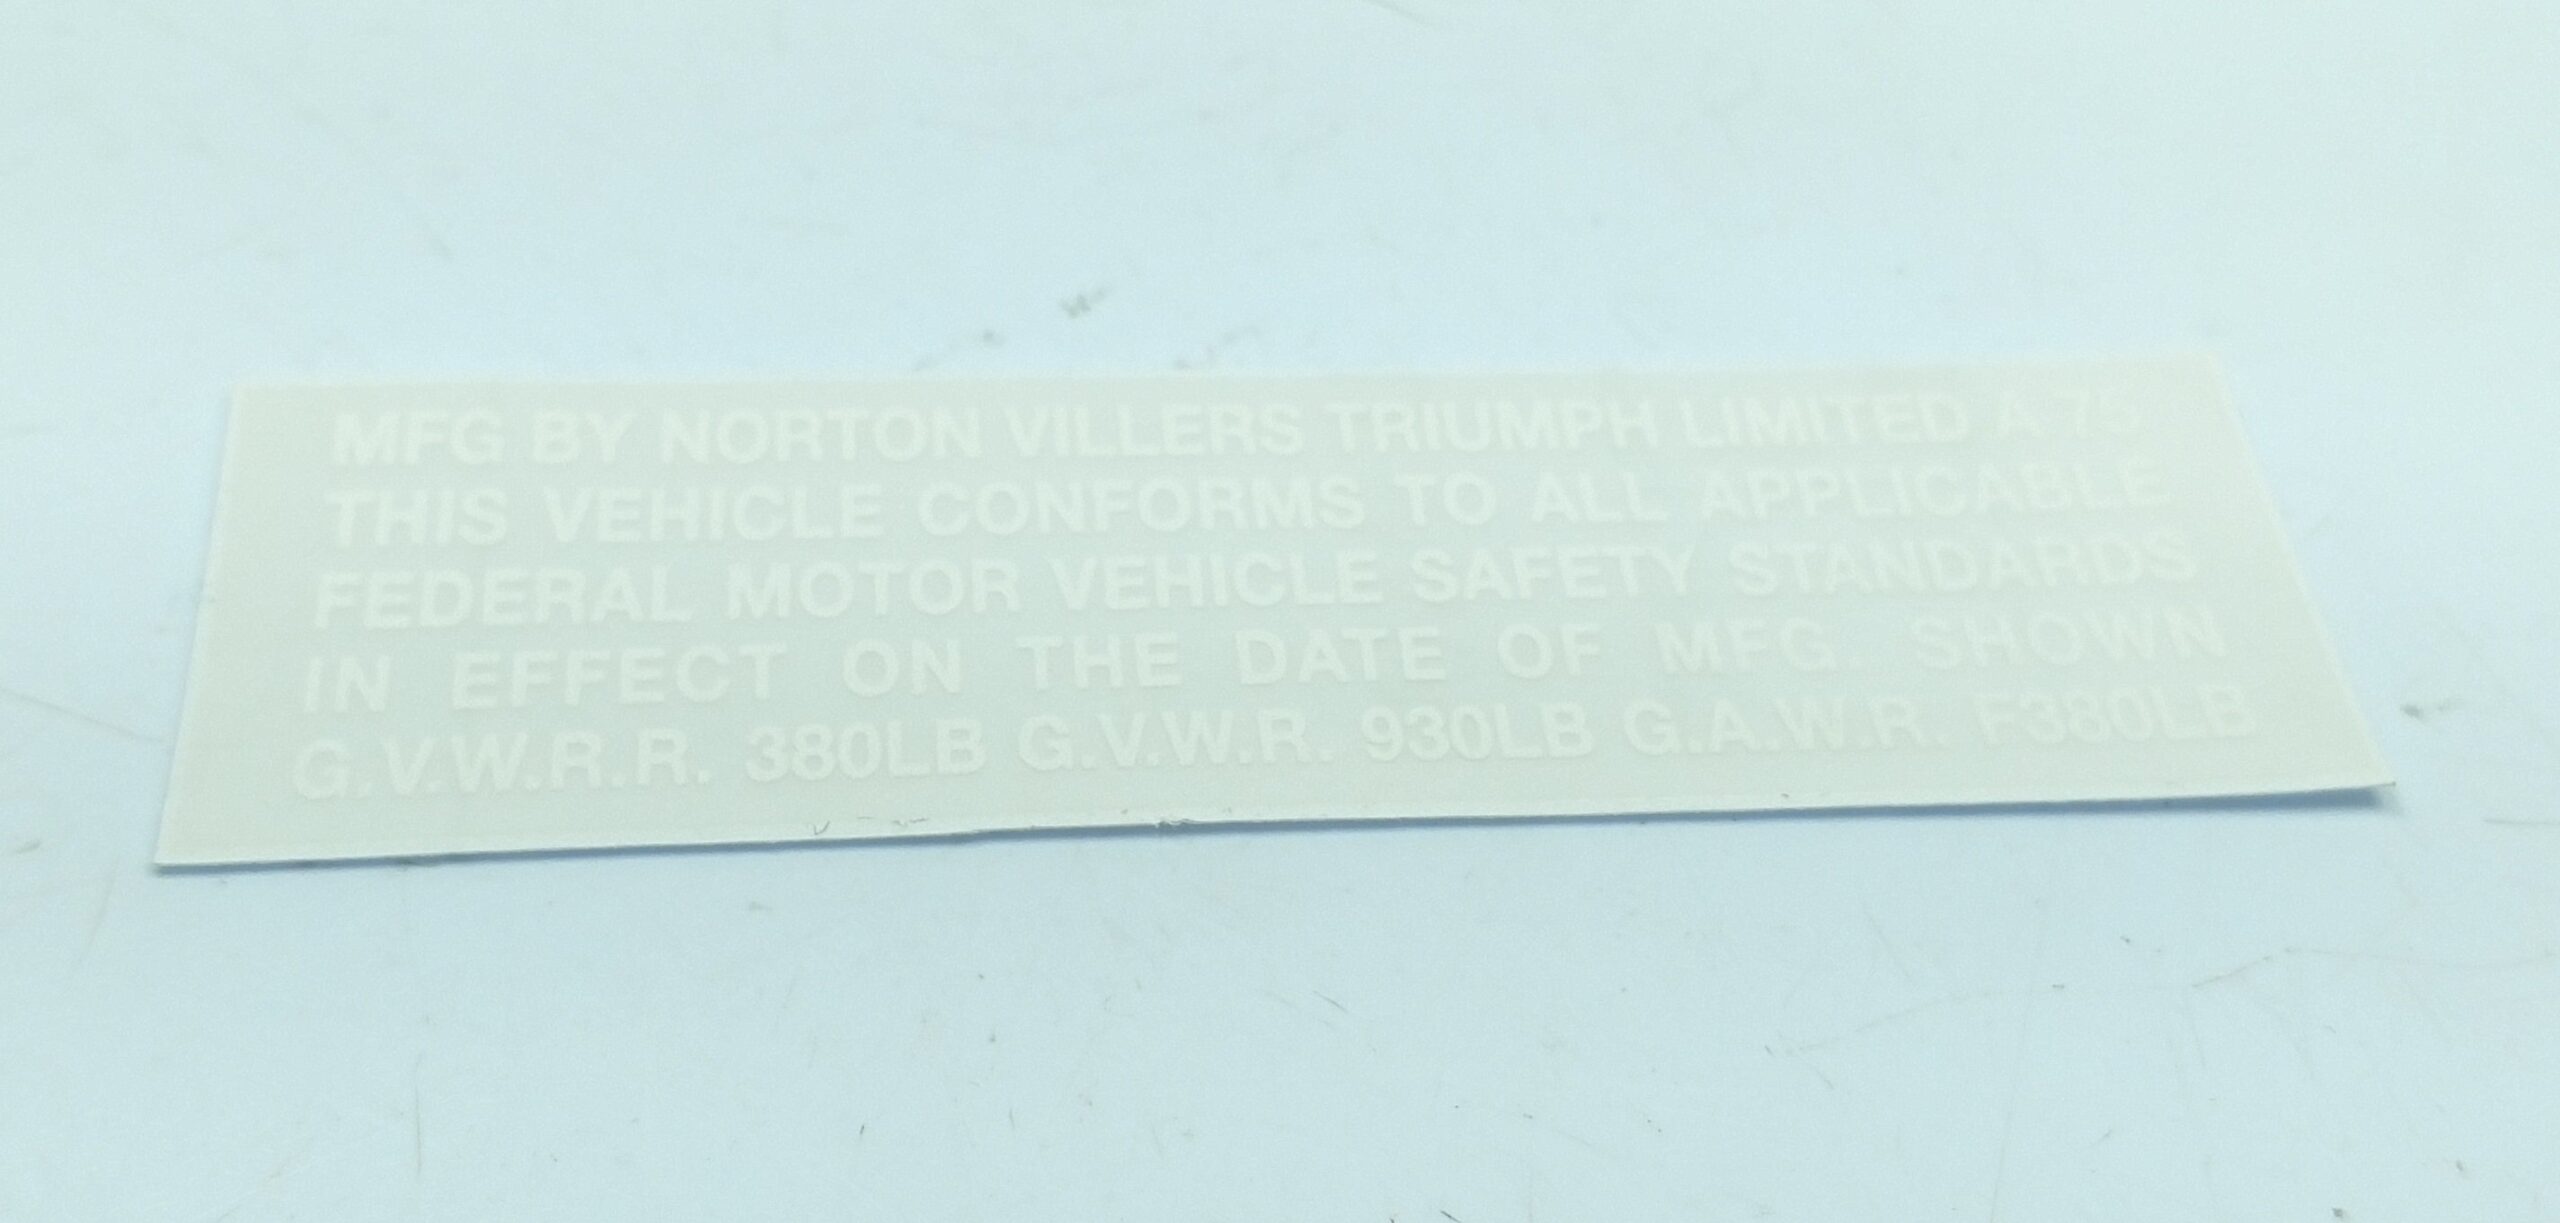 MFG BY NORTON VILLERS TRIUMPH LIMITED A 75
THIS VEHICLE CONFORMS TO ALL APPLICABLE
FEDERAL MOTOR VEHICLE SAFETY STANDARDS
IN EFFECT ON THE DATE OF MFG. SHOWN
G.V.W.R.R. 380LB G.V.W.R. 930LB G.A.W.R. F380LB